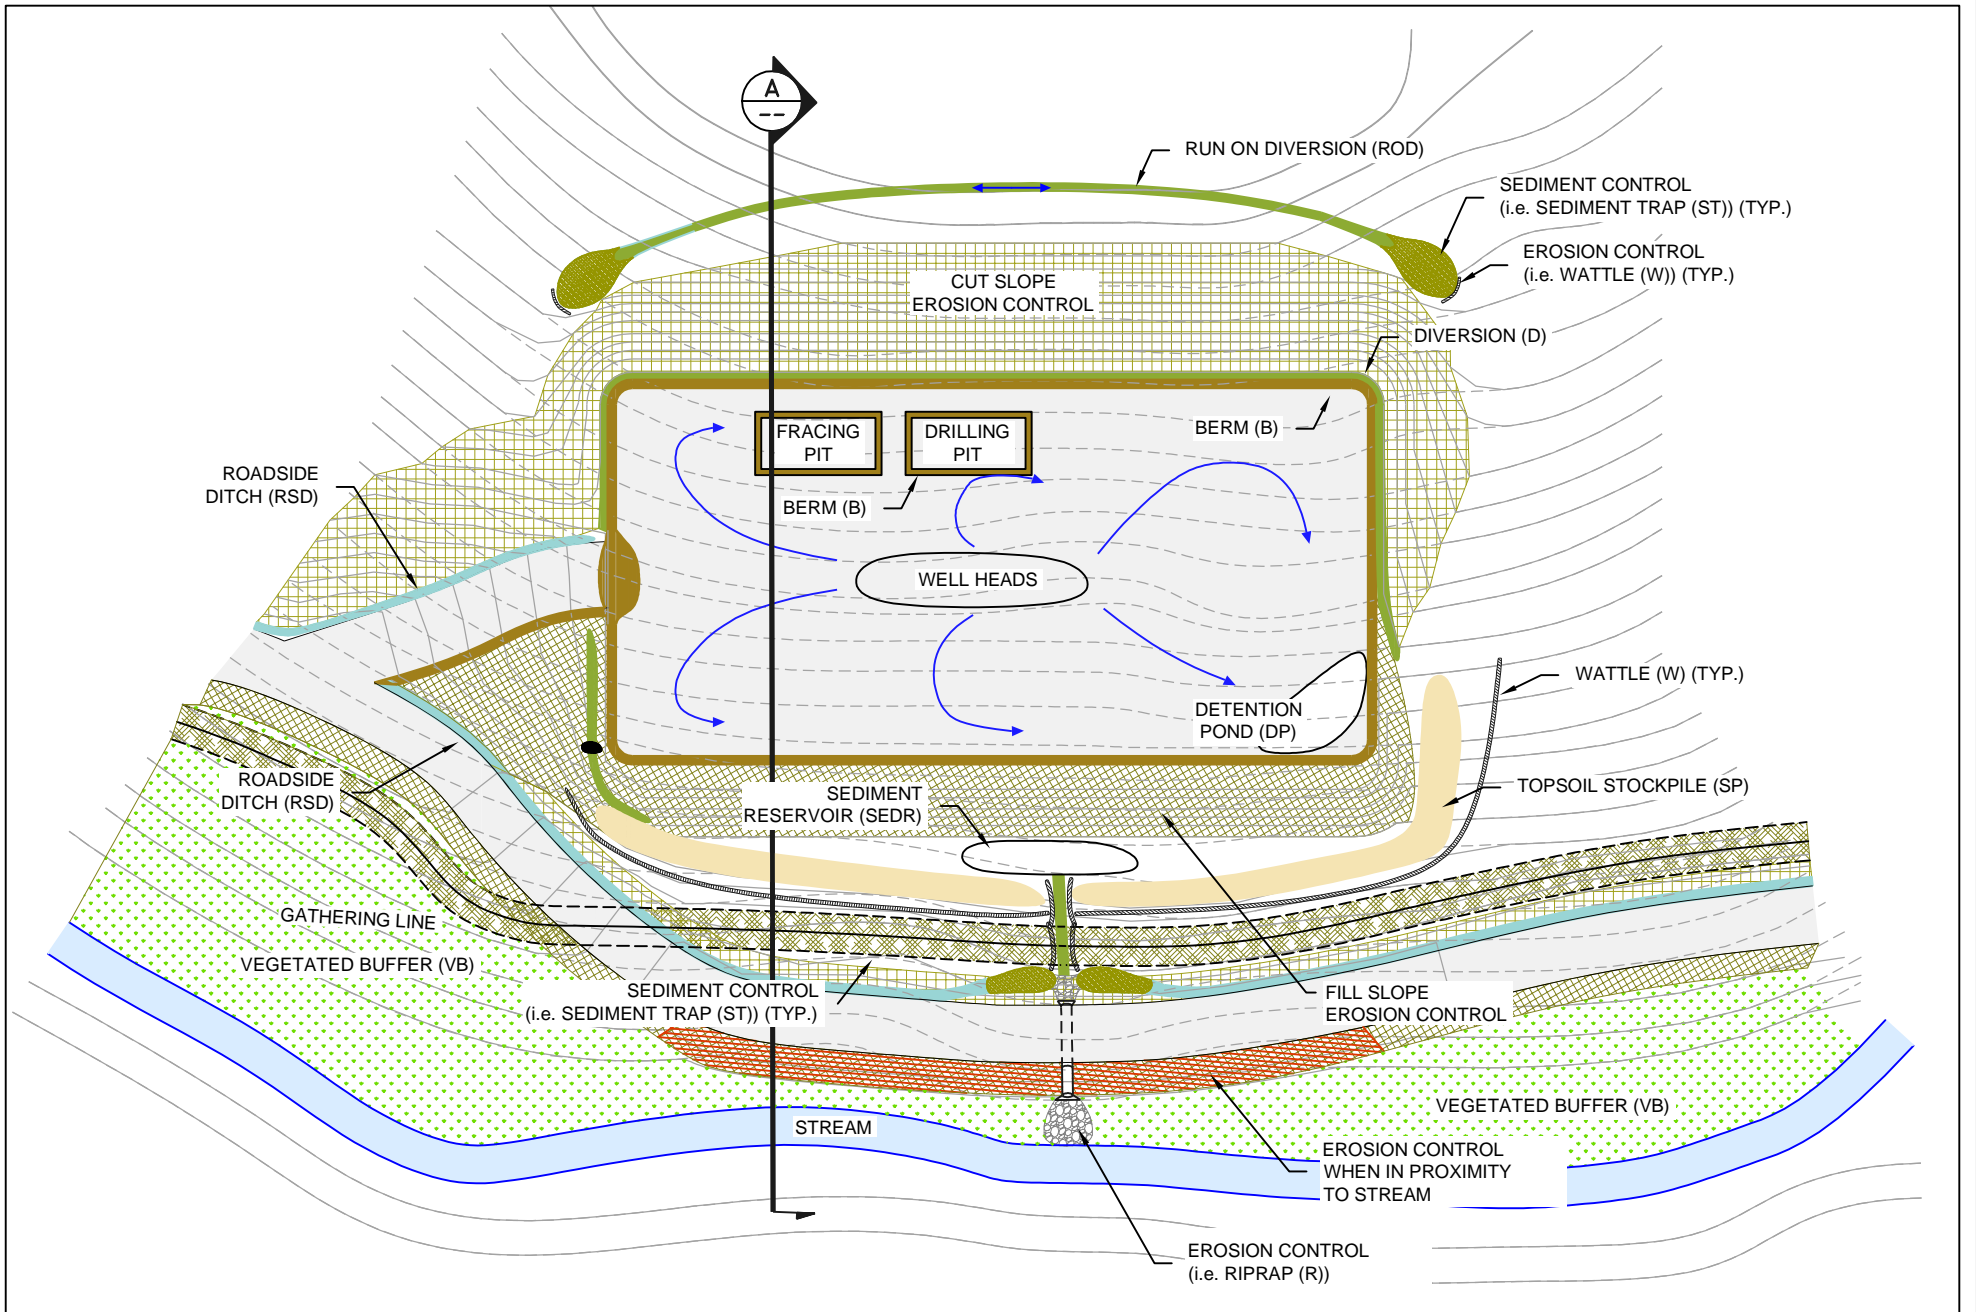 A
--
RUN ON DIVERSION (ROD)
SEDIMENT CONTROL
(i.e. SEDIMENT TRAP (ST)) (TYP.)
EROSION CONTROL
(i.e. WATTLE (W)) (TYP.)
CUT SLOPE
EROSION CONTROL
DIVERSION (D)
FRACING
PIT
DRILLING
PIT
BERM (B)
ROADSIDE
DITCH (RSD)
BERM (B)
WELL HEADS
WATTLE (W) (TYP.)
DETENTION
POND (DP)
ROADSIDE
DITCH (RSD)
SEDIMENT
RESERVOIR (SEDR)
TOPSOIL STOCKPILE (SP)
GATHERING LINE
VEGETATED BUFFER (VB)
SEDIMENT CONTROL
(i.e. SEDIMENT TRAP (ST)) (TYP.)
FILL SLOPE
EROSION CONTROL
STREAM
VEGETATED BUFFER (VB)
EROSION CONTROL
WHEN IN PROXIMITY
TO STREAM
EROSION CONTROL
(i.e. RIPRAP (R))